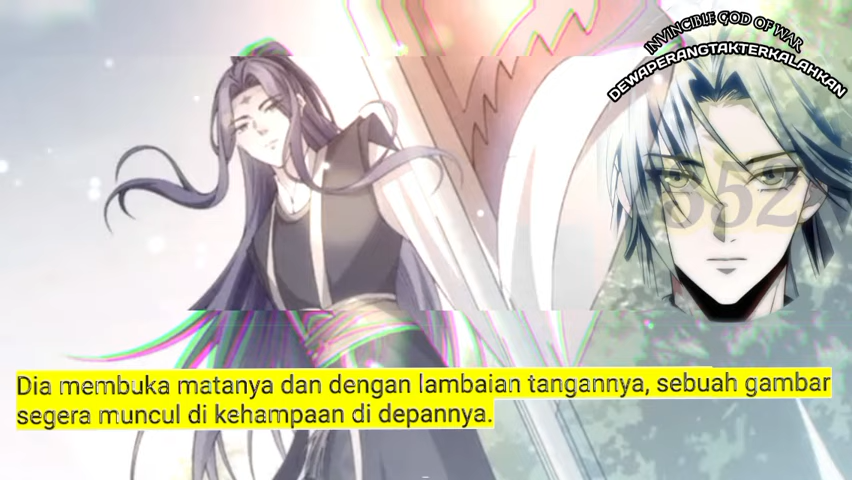 INVINCIBLE GOD OF WAR
DEWAPERANGTAKTERKALAHKAN
552
Dia membuka matanya dan dengan lambaian tangannya, sebuah gambar
segera muncul di kehampaan di depannya.